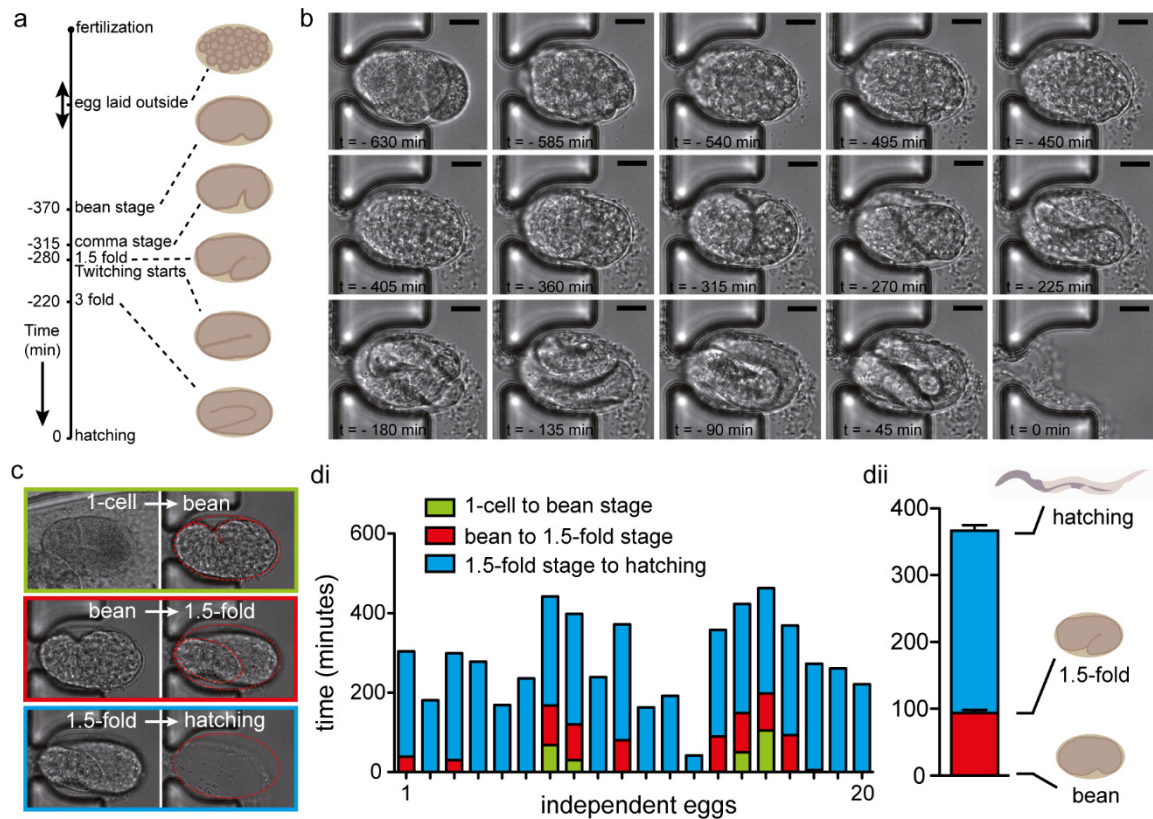 a
fertilization
egg laid outside
-370 bean stage
-315 comma stage
-280 1.5 fold
Twitching starts
-220 3 fold
Time
(min)
0 hatching
b
t = - 630 min
t = - 585 min
t = - 540 min
t = - 495 min
t = - 450 min
t = - 405 min
t = - 360 min
t = - 315 min
t = - 270 min
t = - 225 min
t = - 180 min
t = - 135 min
t = - 90 min
t = - 45 min
t = 0 min
c
1-cell → bean
bean → 1.5-fold
1.5-fold → hatching
di
1-cell to bean stage
bean to 1.5-fold stage
1.5-fold stage to hatching
time (minutes)
600
400
200
0
1
20
independent eggs
dii
400
300
200
100
0
hatching
1.5-fold
bean